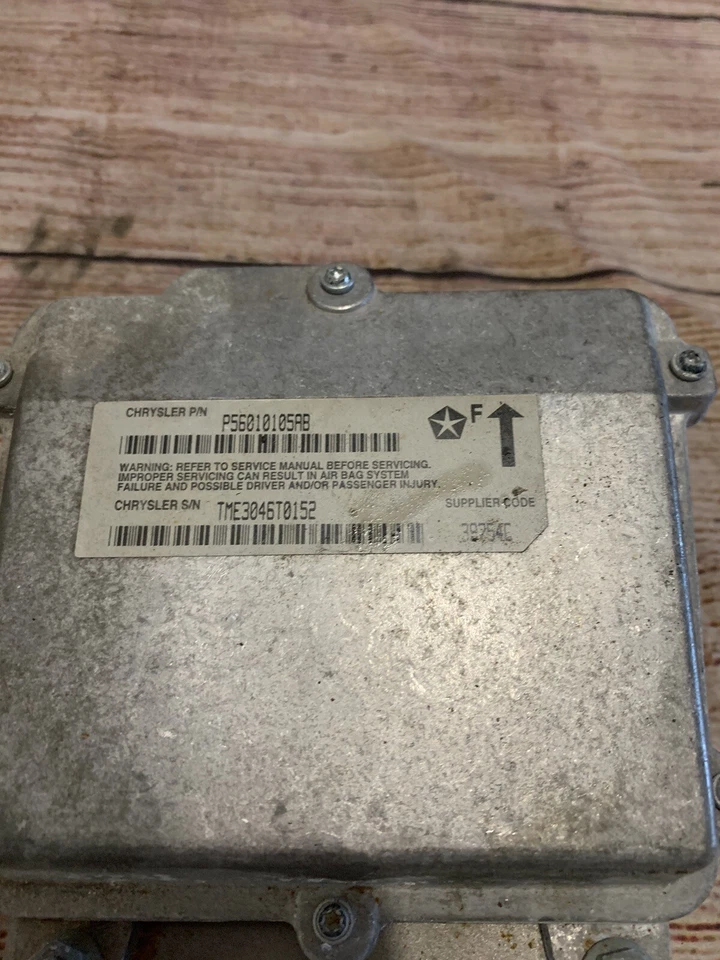 CHRYSLER P/N P56010105AB
F
WARNING: REFER TO SERVICE MANUAL BEFORE SERVICING.
IMPROPER SERVICING CAN RESULT IN AIR BAG SYSTEM
FAILURE AND POSSIBLE DRIVER AND/OR PASSENGER INJURY.
CHRYSLER S/N TME3046T0152
SUPPLIER CODE